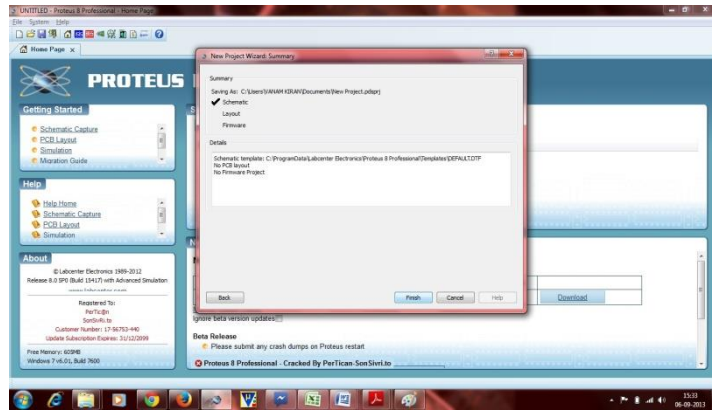 UNTITLED - Proteus 8 Professional - Home Page
File System Help
Home Page
PROTEUS
Getting Started
Schematic Capture
PCB Layout
Simulation
Migration Guide
Help
Help Home
Schematic Capture
PCB Layout
Simulation
About
© Labcenter Electronics 1989-2012
Release 8.0 SP0 (Build 15417) with Advanced Simulation
Registered To:
PerTic@n
SonSivRi.to
Customer Number: 17-56753-440
Update Subscription Expires: 31/12/2099
Free Memory: 605MB
Windows 7 v6.01, Build 7600
New Project Wizard: Summary
Summary
Saving As: C:\Users\VANAM KIRAN\Documents\New Project.pdsprj
Schematic
Layout
Firmware
Details
Schematic template: C:\ProgramData\Labcenter Electronics\Proteus 8 Professional\Templates\DEFAULT.DTF
No PCB layout
No Firmware Project
Back
Finish
Cancel
Help
Download
Ignore beta version updates
Beta Release
Please submit any crash dumps on Proteus restart
Proteus 8 Professional - Cracked By PerTican-SonSivri.to
15:33
06-09-2013